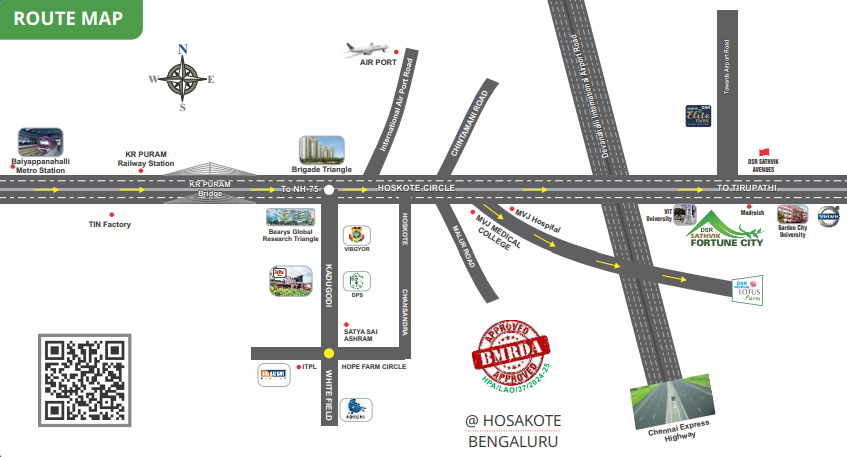 ROUTE MAP
N
W
E
S
AIR PORT
International Air Port Road
CHINTAMANI ROAD
Devanahalli International Airport Road
Towards Airport Road
DSR
Elite
Baiyappanahalli
Metro Station
KR PURAM
Railway Station
Brigade Triangle
DSR SATHVIK
AVENUES
KR PURAM
Bridge
To NH-75
HOSKOTE CIRCLE
TO TIRUPATHI
TIN Factory
Bearys Global
Research Triangle
VIBGYOR
HOSKOTE
CHANSANDRA
MVJ Hospital
MVJ MEDICAL
COLLEGE
MALUR ROAD
VIT
University
DSR
SATHVIK
FORTUNE CITY
Madreich
Garden City
University
VOLVO
KADUGODI
DPS
DSR
SATHVIK
LOTUS
Farm
SATYA SAI
ASHRAM
ITPL
HOPE FARM CIRCLE
WHITE FIELD
APPROVED
BMRDA
APPROVED
HPA/LAO/37/2024-25
@ HOSAKOTE
BENGALURU
Chennai Express
Highway